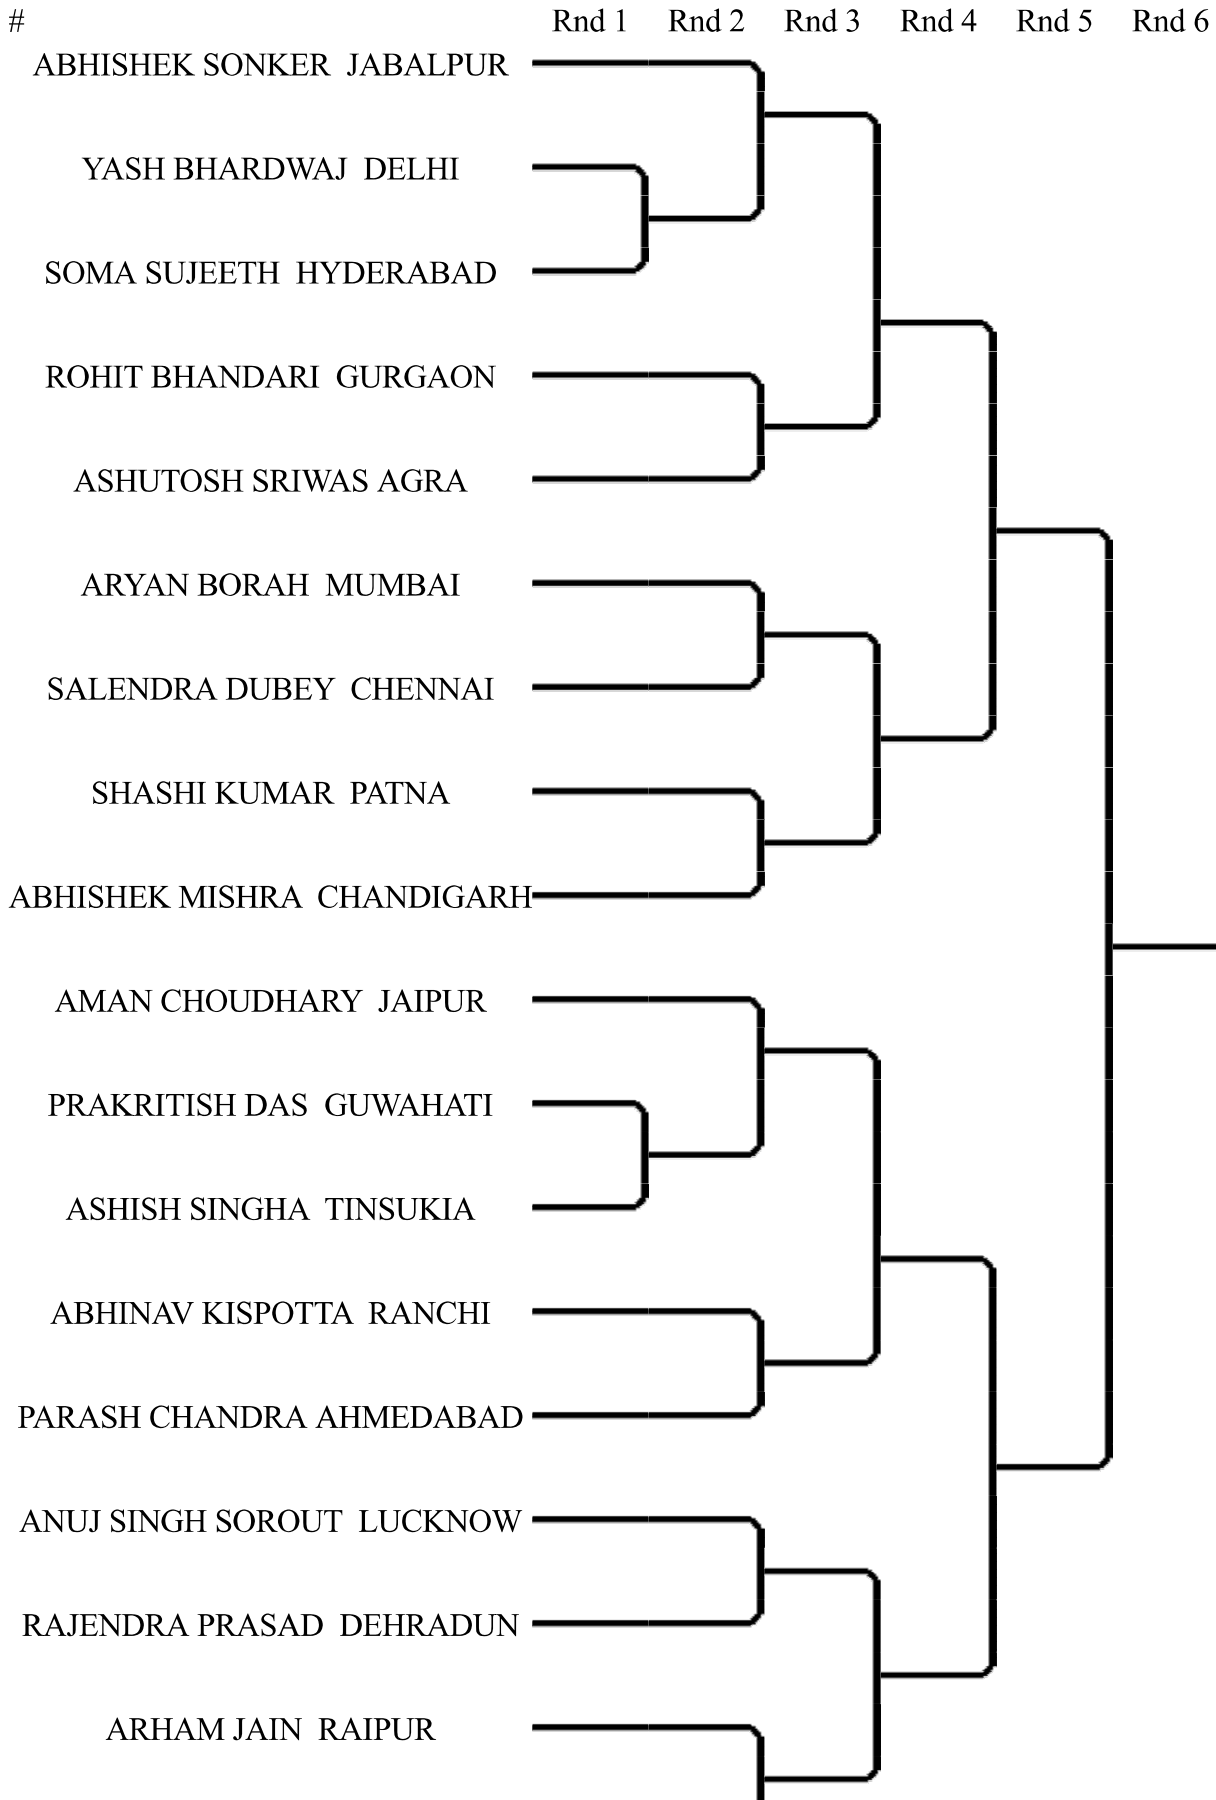 # Rnd 1 Rnd 2 Rnd 3 Rnd 4 Rnd 5 Rnd 6
ABHISHEK SONKER JABALPUR
YASH BHARDWAJ DELHI
SOMA SUJEETH HYDERABAD
ROHIT BHANDARI GURGAON
ASHUTOSH SRIWAS AGRA
ARYAN BORAH MUMBAI
SALENDRA DUBEY CHENNAI
SHASHI KUMAR PATNA
ABHISHEK MISHRA CHANDIGARH
AMAN CHOUDHARY JAIPUR
PRAKRITISH DAS GUWAHATI
ASHISH SINGHA TINSUKIA
ABHINAV KISPOTTA RANCHI
PARASH CHANDRA AHMEDABAD
ANUJ SINGH SOROUT LUCKNOW
RAJENDRA PRASAD DEHRADUN
ARHAM JAIN RAIPUR